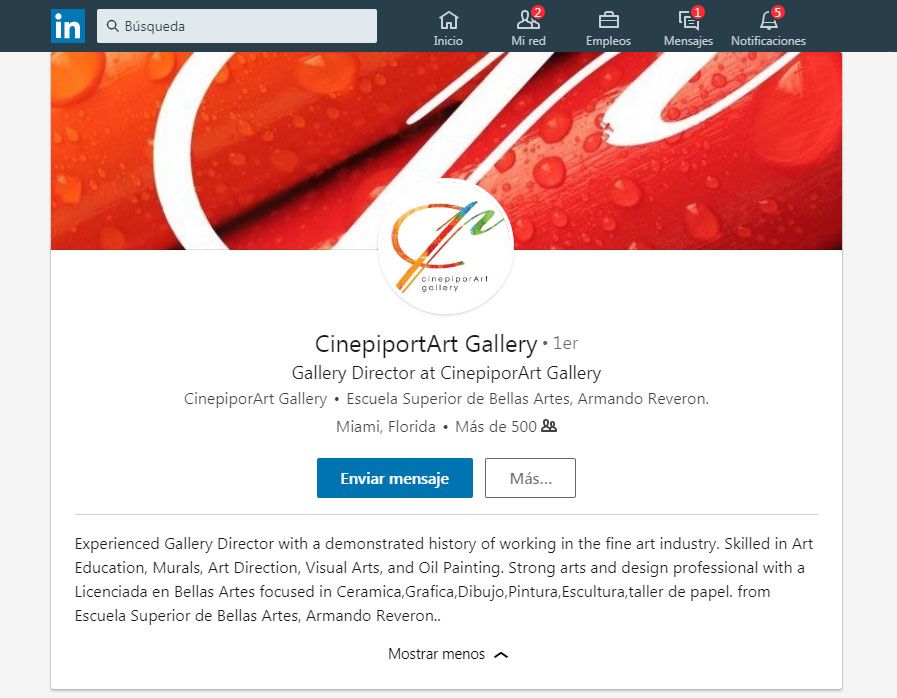 in
Búsqueda
2
1
5
Inicio
Mi red
Empleos
Mensajes
Notificaciones
cinepiporArt
gallery
CinepiportArt Gallery • 1er
Gallery Director at CinepiporArt Gallery
CinepiporArt Gallery • Escuela Superior de Bellas Artes, Armando Reveron.
Miami, Florida • Más de 500
Enviar mensaje
Más...
Experienced Gallery Director with a demonstrated history of working in the fine art industry. Skilled in Art
Education, Murals, Art Direction, Visual Arts, and Oil Painting. Strong arts and design professional with a
Licenciada en Bellas Artes focused in Ceramica,Grafica,Dibujo,Pintura,Escultura,taller de papel. from
Escuela Superior de Bellas Artes, Armando Reveron..
Mostrar menos